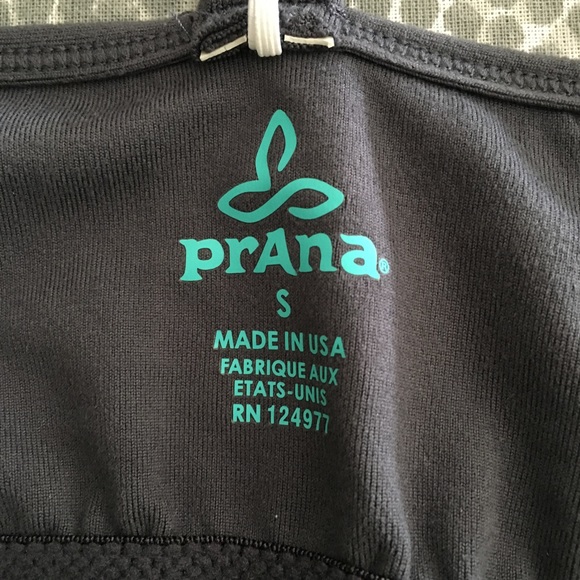 prAna®
S
MADE IN USA
FABRIQUE AUX
ETATS-UNIS
RN 124977